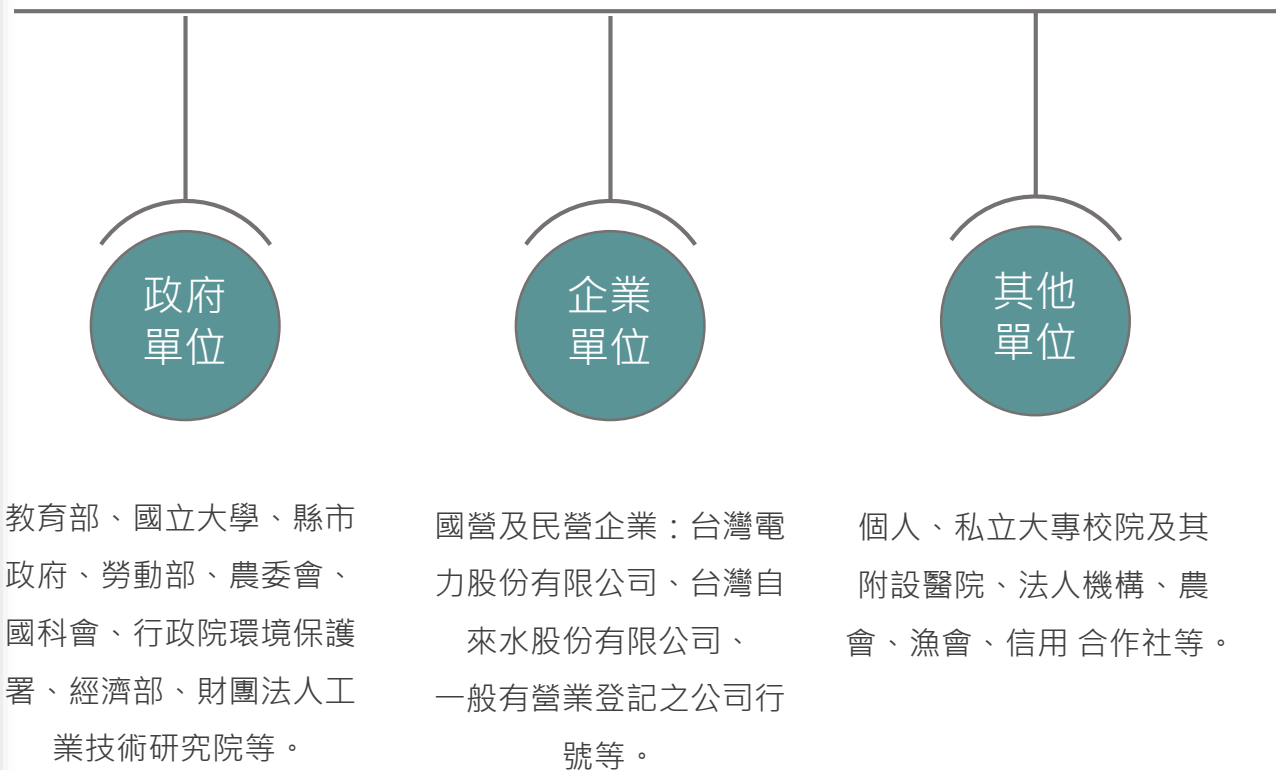 政府
單位
教育部、國立大學、縣市
政府、勞動部、農委會、
國科會、行政院環境保護
署、經濟部、財團法人工
業技術研究院等。
企業
單位
國營及民營企業：台灣電
力股份有限公司、台灣自
來水股份有限公司、
一般有營業登記之公司行
號等。
其他
單位
個人、私立大專校院及其
附設醫院、法人機構、農
會、漁會、信用 合作社等。